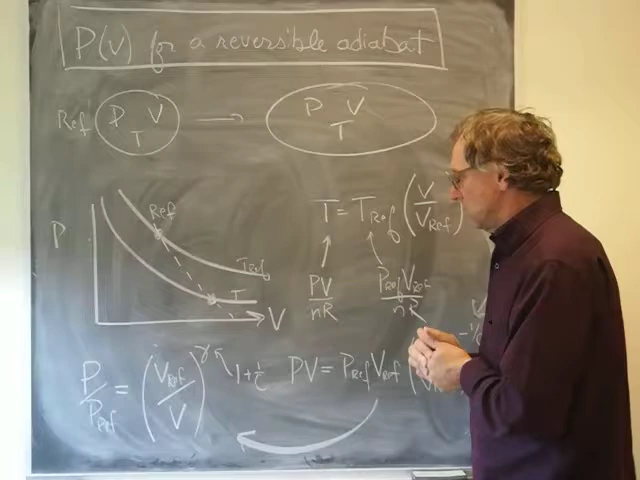 P(V) for a reversible adiabat
Ref P V T → P V T
P Ref T_Ref T V
T = T_Ref (V/V_Ref)
PV/nR P_Ref V_Ref/nR
P/P_Ref = (V_Ref/V)^γ 1+1/c PV = P_Ref V_Ref (